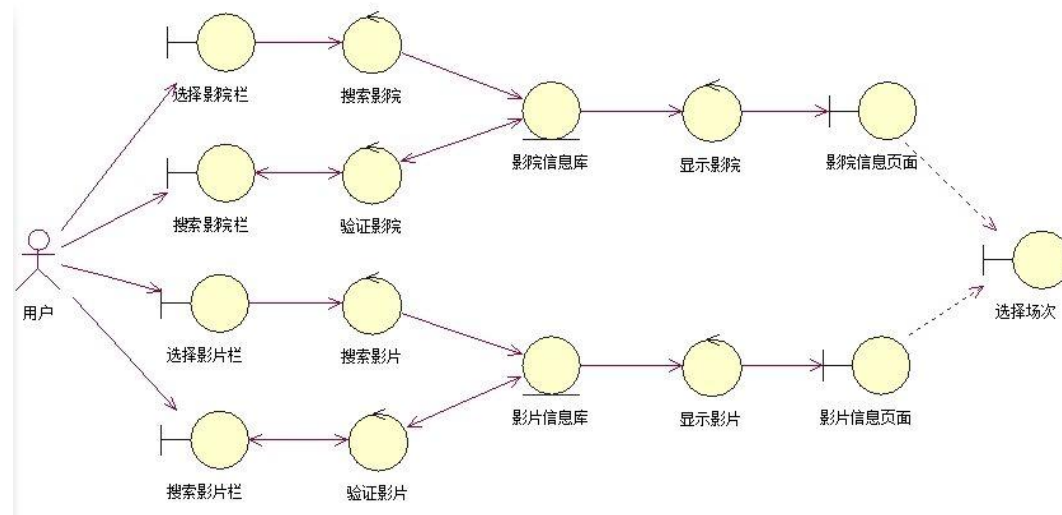 选择影院栏
搜索影院
影院信息库
显示影院
影院信息页面
搜索影院栏
验证影院
用户
选择场次
选择影片栏
搜索影片
影片信息库
显示影片
影片信息页面
搜索影片栏
验证影片